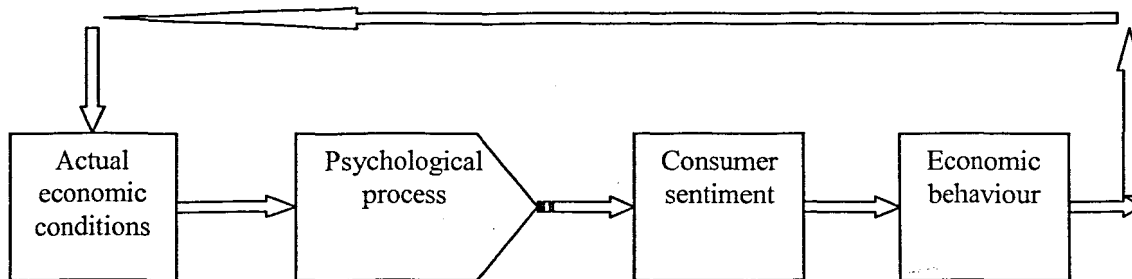 Actual
economic
conditions
Psychological
process
Consumer
sentiment
Economic
behaviour